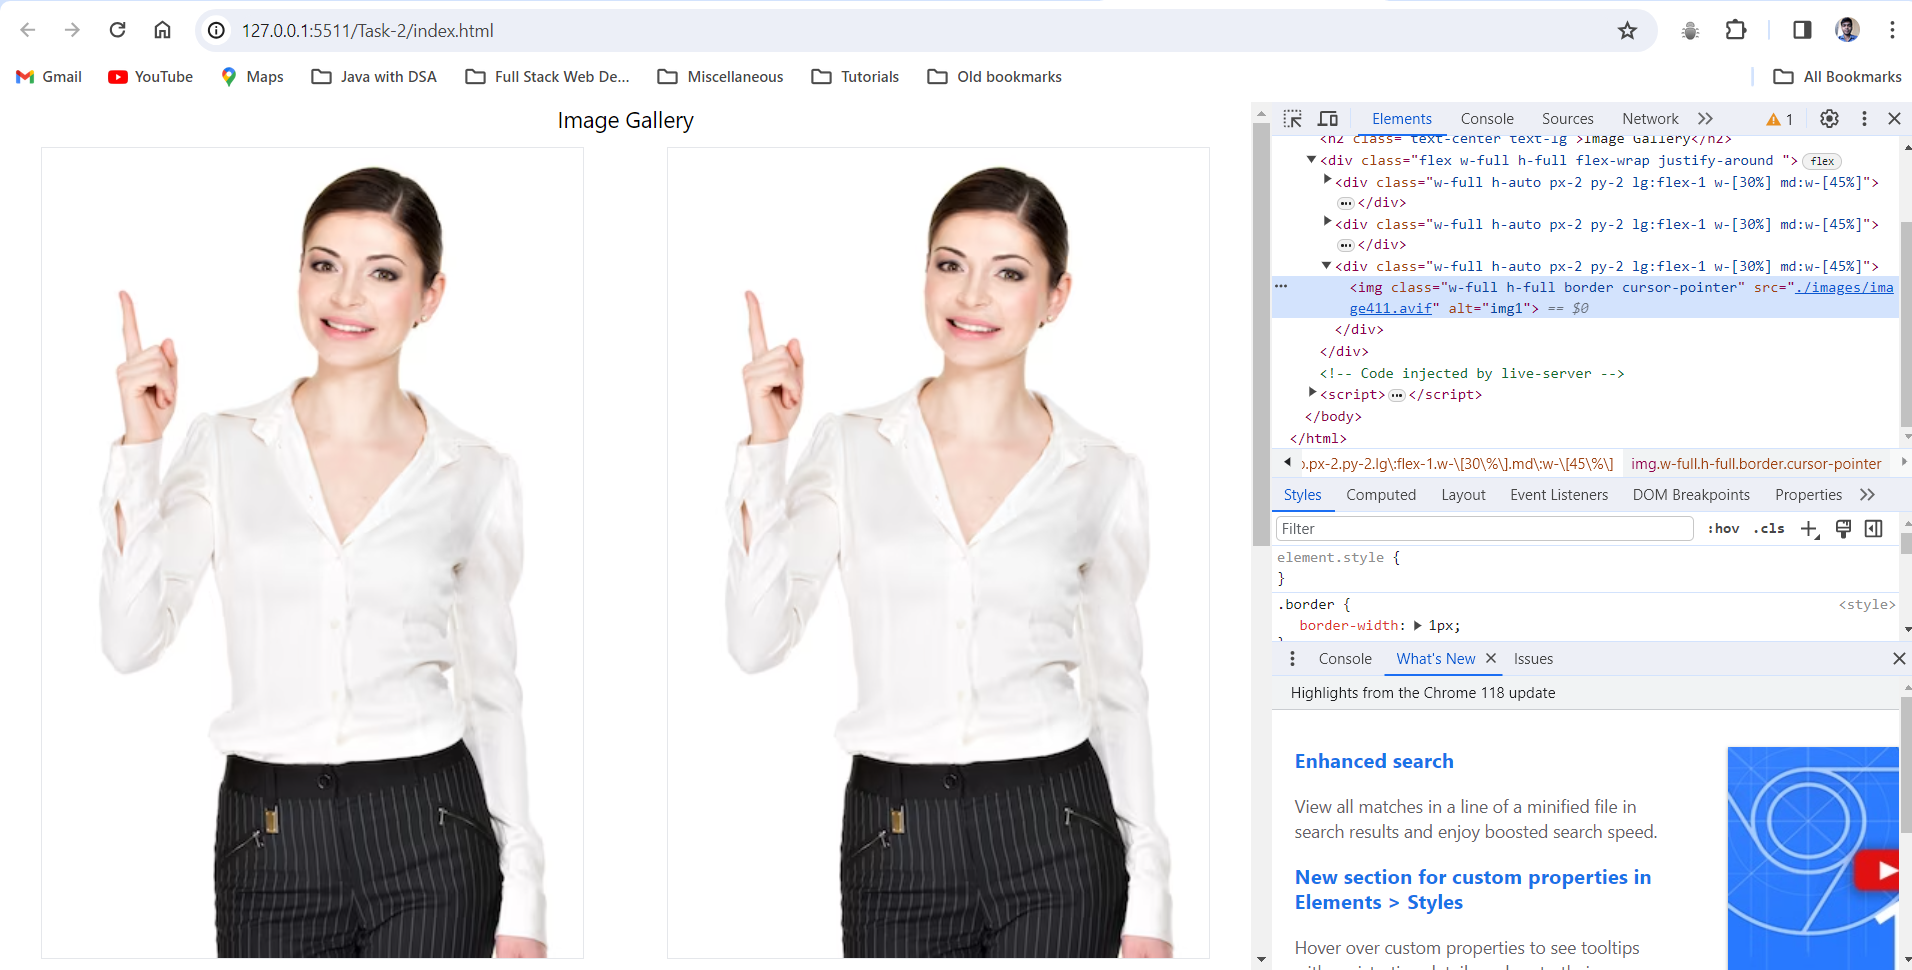 127.0.0.1:5511/Task-2/index.html
Gmail YouTube Maps Java with DSA Full Stack Web De... Miscellaneous Tutorials Old bookmarks All Bookmarks
Image Gallery
Elements Console Sources Network 1
<h2 class="text-center text-lg">Image Gallery</h2>
<div class="flex w-full h-full flex-wrap justify-around "> flex
<div class="w-full h-auto px-2 py-2 lg:flex-1 w-[30%] md:w-[45%]">
</div>
<div class="w-full h-auto px-2 py-2 lg:flex-1 w-[30%] md:w-[45%]">
</div>
<div class="w-full h-auto px-2 py-2 lg:flex-1 w-[30%] md:w-[45%]">
<img class="w-full h-full border cursor-pointer" src="./images/ima
ge411.avif" alt="img1"> == $0
</div>
</div>
<!-- Code injected by live-server -->
<script>…</script>
</body>
</html>
.px-2.py-2.lg\:flex-1.w-\[30\%\].md\:w-\[45\%\] img.w-full.h-full.border.cursor-pointer
Styles Computed Layout Event Listeners DOM Breakpoints Properties
Filter :hov .cls
element.style {
}
.border { <style>
border-width: 1px;
Console What's New Issues
Highlights from the Chrome 118 update
Enhanced search
View all matches in a line of a minified file in
search results and enjoy boosted search speed.
New section for custom properties in
Elements > Styles
Hover over custom properties to see tooltips